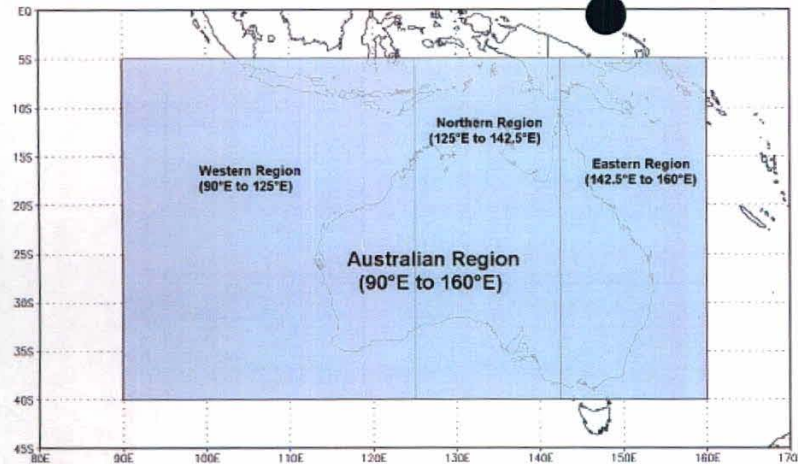 EQ
5S
10S
15S
20S
25S
30S
35S
40S
45S
Northern Region
(125°E to 142.5°E)
Western Region
(90°E to 125°E)
Eastern Region
(142.5°E to 160°E)
Australian Region
(90°E to 160°E)
80E 90E 100E 110E 120E 130E 140E 150E 160E 170